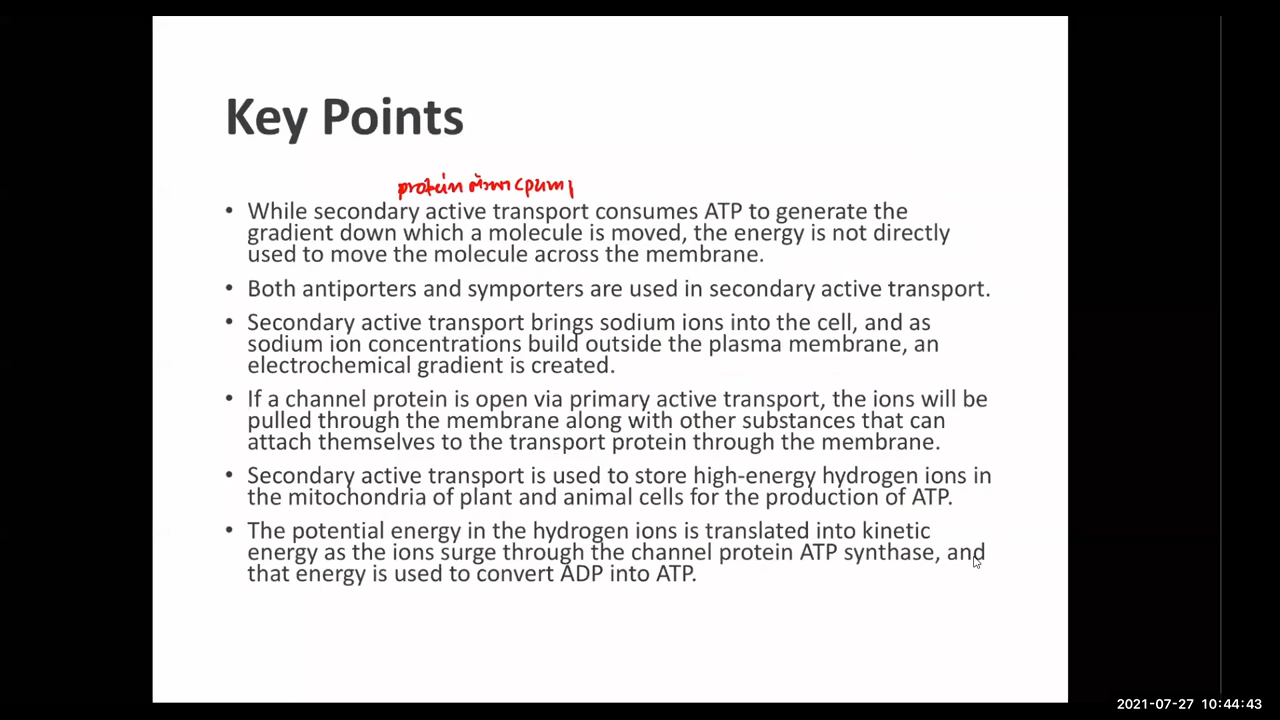 Key Points
protein (pump
• While secondary active transport consumes ATP to generate the
gradient down which a molecule is moved, the energy is not directly
used to move the molecule across the membrane.
• Both antiporters and symporters are used in secondary active transport.
• Secondary active transport brings sodium ions into the cell, and as
sodium ion concentrations build outside the plasma membrane, an
electrochemical gradient is created.
• If a channel protein is open via primary active transport, the ions will be
pulled through the membrane along with other substances that can
attach themselves to the transport protein through the membrane.
• Secondary active transport is used to store high-energy hydrogen ions in
the mitochondria of plant and animal cells for the production of ATP.
• The potential energy in the hydrogen ions is translated into kinetic
energy as the ions surge through the channel protein ATP synthase, and
that energy is used to convert ADP into ATP.
2021-07-27 10:44:43